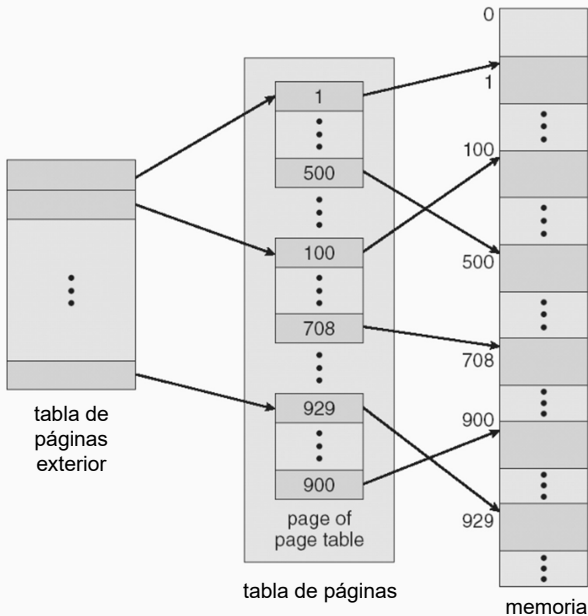 tabla de
páginas
exterior
1
500
100
708
929
900
page of
page table
tabla de páginas
0
1
100
500
708
900
929
memoria